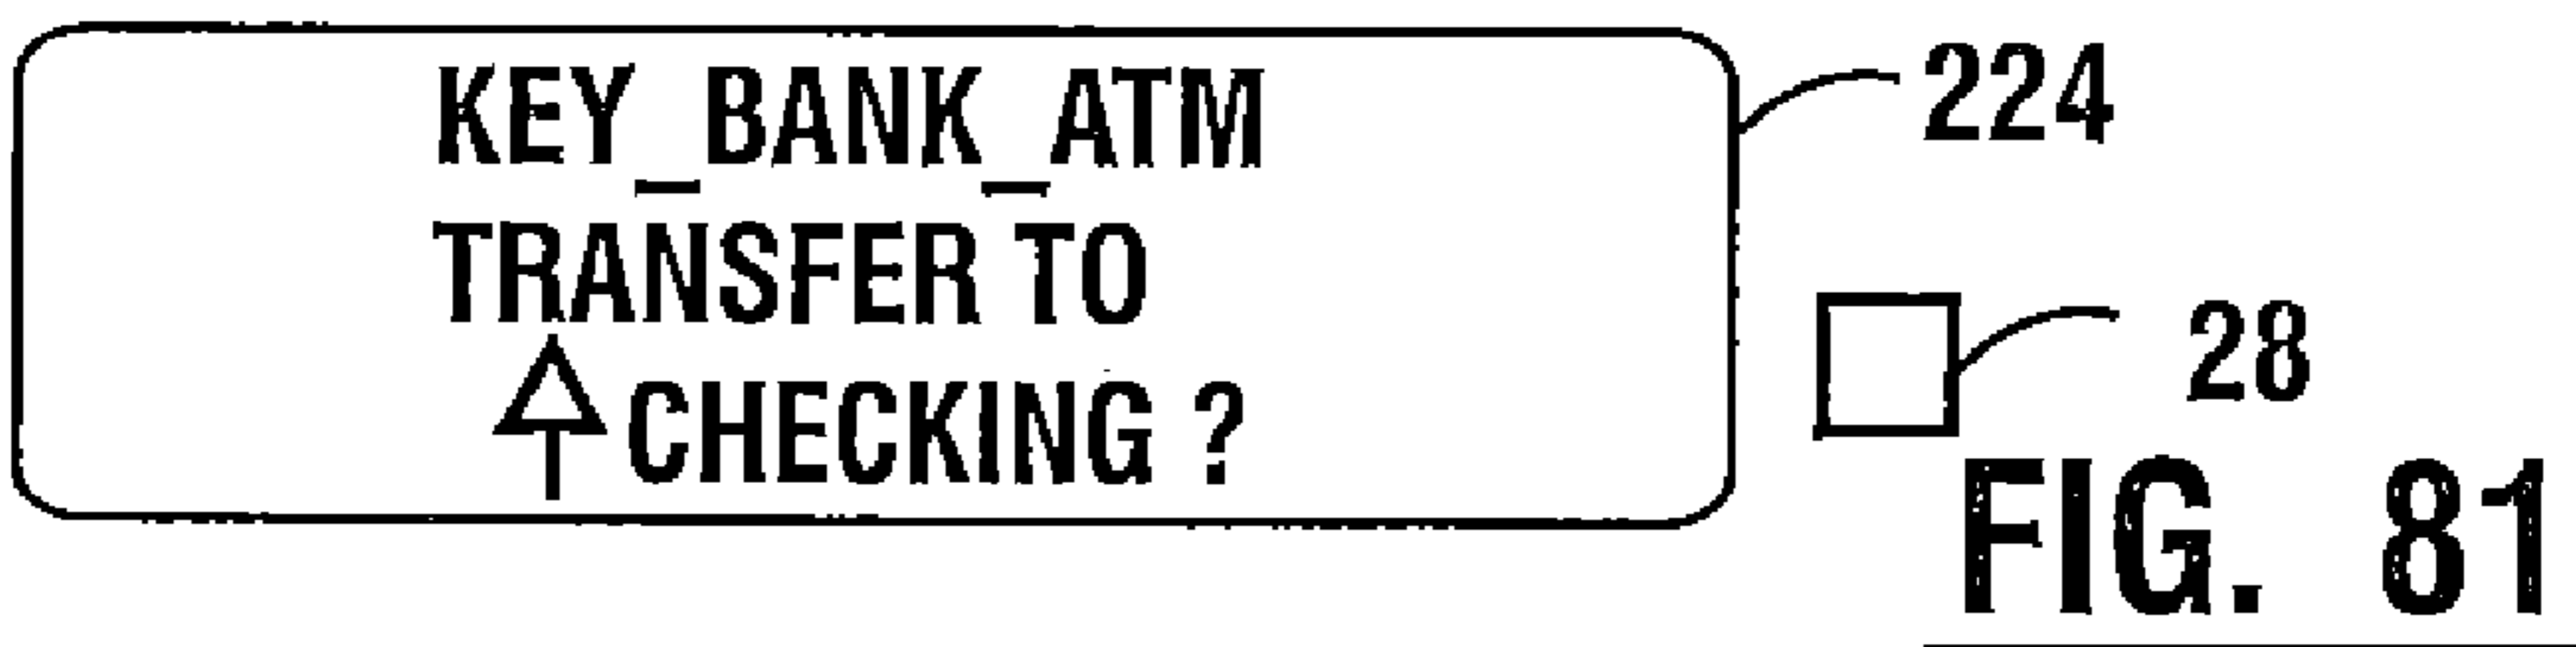 KEY_BANK_ATM
TRANSFER TO
CHECKING ?
224
28
FIG. 81